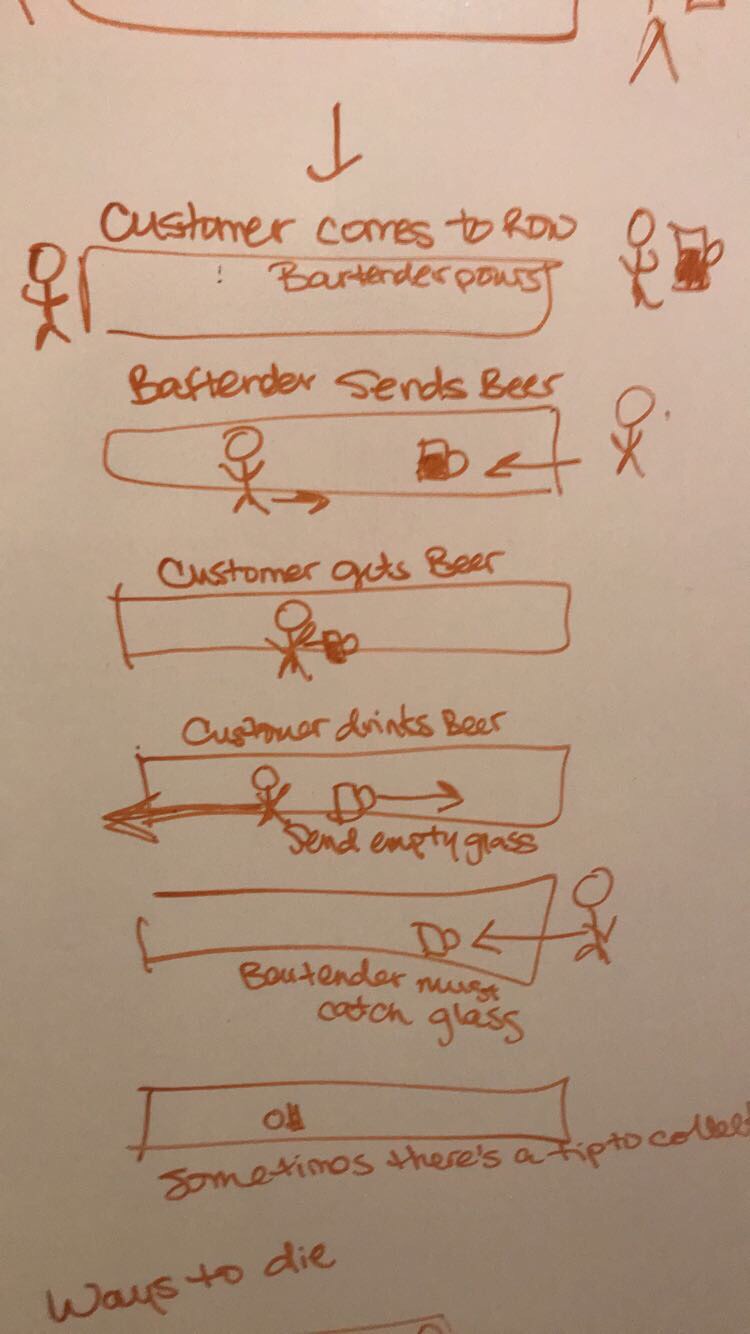 Customer comes to Row
Bartender pours
Bartender Sends Beer
Customer gets Beer
Customer drinks Beer
Send empty glass
Bartender must
catch glass
Sometimes there's a tip to collect
Ways to die